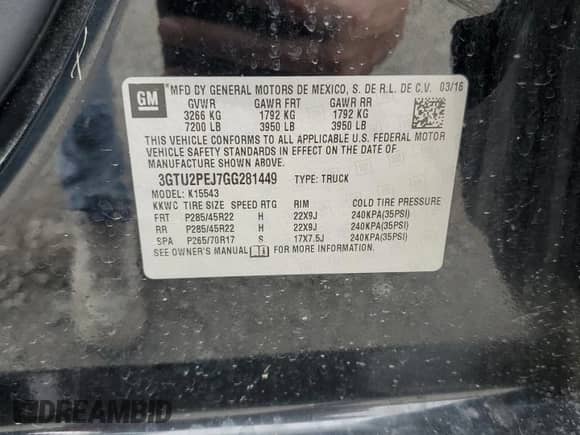 GM
MFD BY GENERAL MOTORS DE MEXICO, S. DE R.L. DE C.V. 03/16
GVWR GAWR FRT GAWR RR
3266 KG 1792 KG 1792 KG
7200 LB 3950 LB 3950 LB
THIS VEHICLE CONFORMS TO ALL APPLICABLE U.S. FEDERAL MOTOR
VEHICLE SAFETY STANDARDS IN EFFECT ON THE DATE OF
MANUFACTURE SHOWN ABOVE.
3GTU2PEJ7GG281449 TYPE: TRUCK
MODEL: K15543
KKWC TIRE SIZE SPEED RTG RIM COLD TIRE PRESSURE
FRT P285/45R22 H 22X9J 240KPA(35PSI)
RR P285/45R22 H 22X9J 240KPA(35PSI)
SPA P265/70R17 S 17X7.5J 240KPA(35PSI)
SEE OWNER'S MANUAL FOR MORE INFORMATION.
DREAMBID